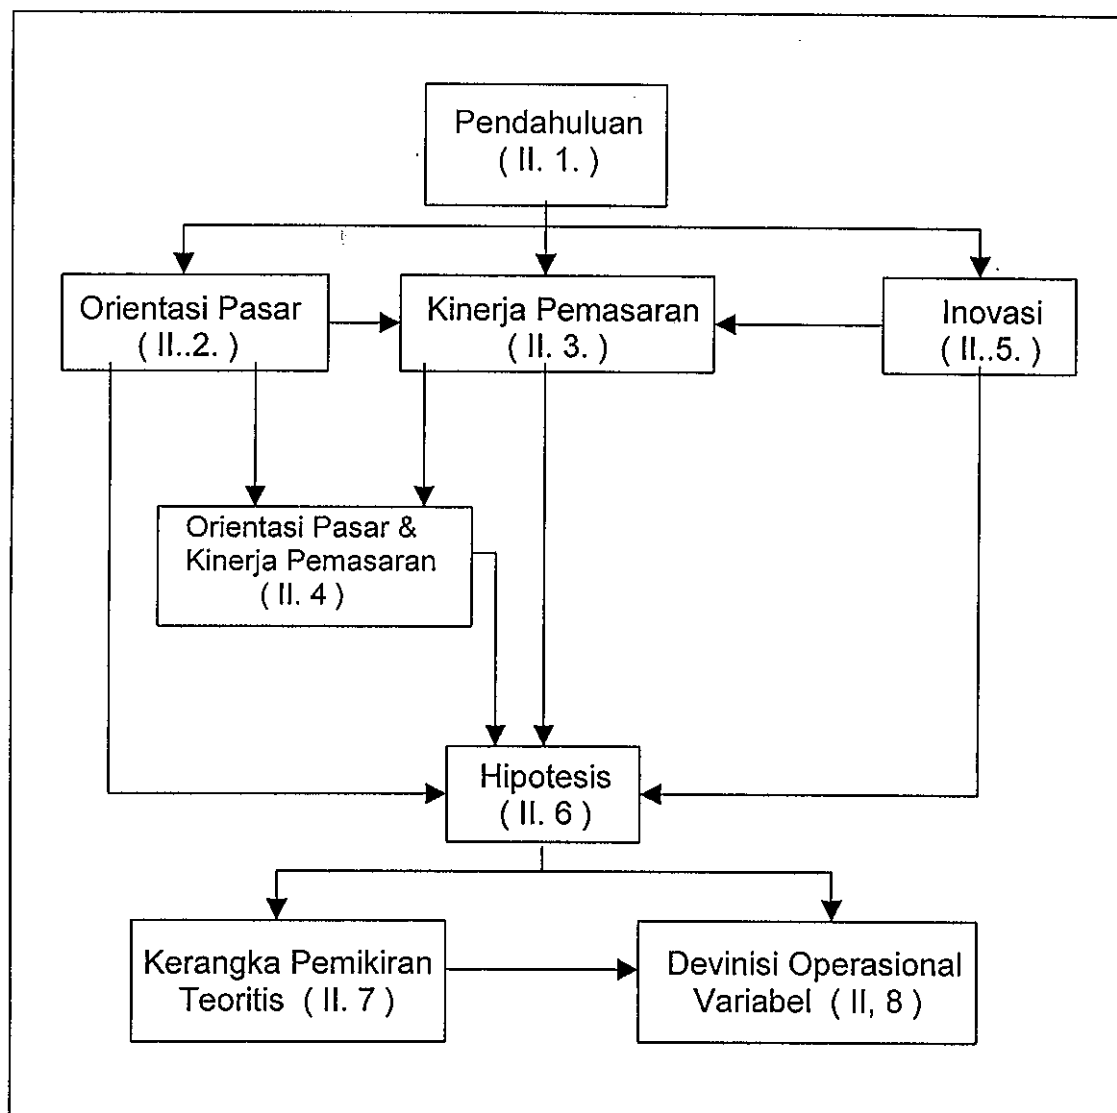 Pendahuluan
( II. 1. )
Orientasi Pasar
( II..2. )
Kinerja Pemasaran
( II. 3. )
Inovasi
( II..5. )
Orientasi Pasar &
Kinerja Pemasaran
( II. 4 )
Hipotesis
( II. 6 )
Kerangka Pemikiran
Teoritis ( II. 7 )
Devinisi Operasional
Variabel ( II, 8 )